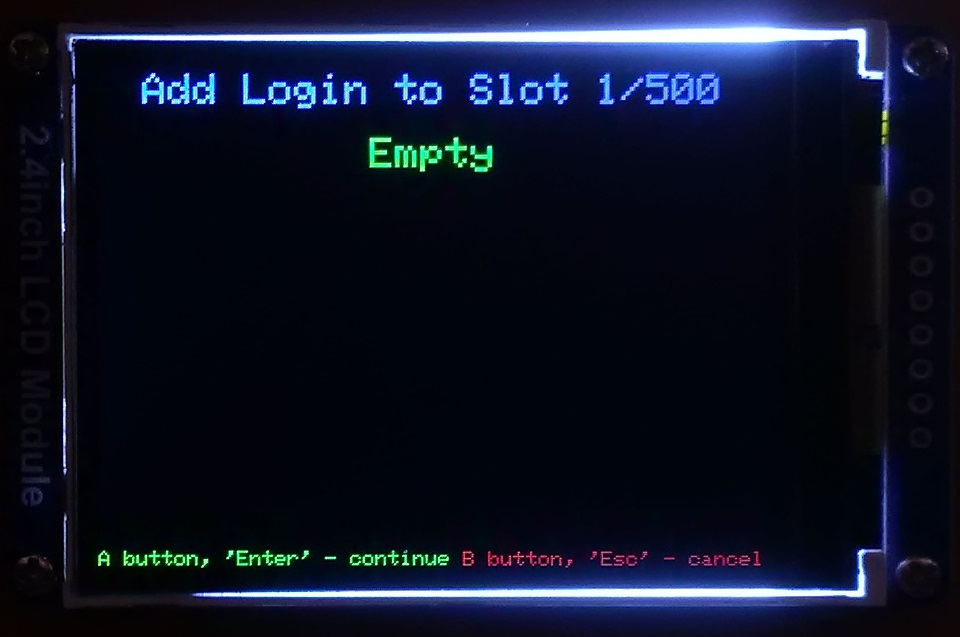 Add Login to Slot 1/500
Empty
A button, 'Enter' - continue B button, 'Esc' - cancel
2.4inch LCD Module